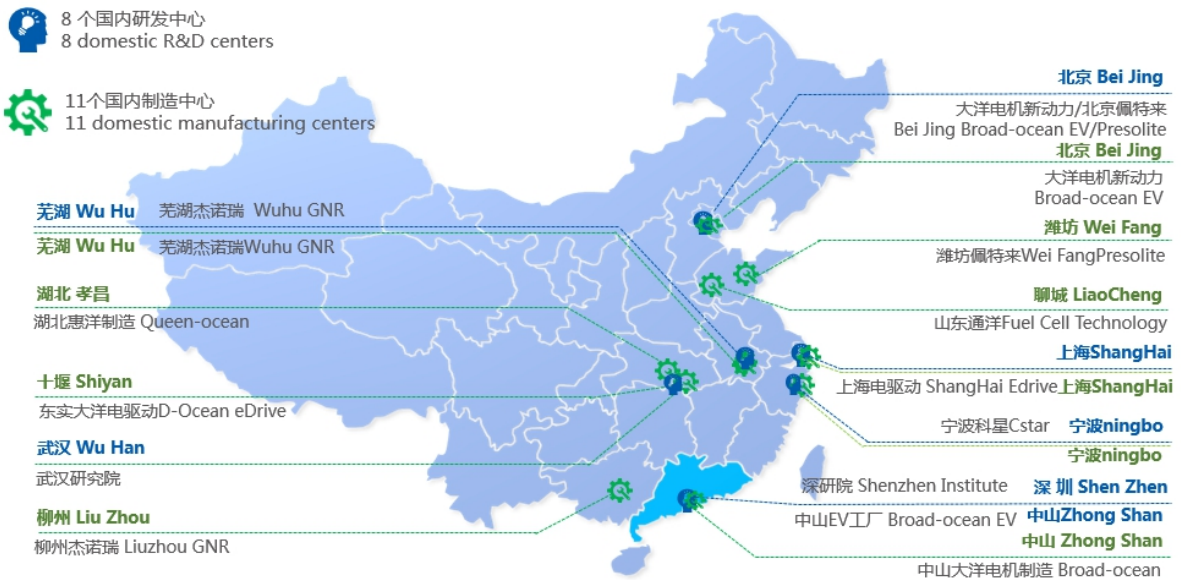 8 个国内研发中心
8 domestic R&D centers
11个国内制造中心
11 domestic manufacturing centers
芜湖 Wu Hu 芜湖杰诺瑞 Wuhu GNR
芜湖 Wu Hu 芜湖杰诺瑞Wuhu GNR
湖北 孝昌
湖北惠洋制造 Queen-ocean
十堰 Shiyan
东实大洋电驱动D-Ocean eDrive
武汉 Wu Han
武汉研究院
柳州 Liu Zhou
柳州杰诺瑞 Liuzhou GNR
北京 Bei Jing
大洋电机新动力/北京佩特来
Bei Jing Broad-ocean EV/Presolite
北京 Bei Jing
大洋电机新动力
Broad-ocean EV
潍坊 Wei Fang
潍坊佩特来Wei FangPresolite
聊城 LiaoCheng
山东通洋Fuel Cell Technology
上海ShangHai
上海电驱动 ShangHai Edrive上海ShangHai
宁波科星Cstar 宁波ningbo
宁波ningbo
深研院 Shenzhen Institute 深 圳 Shen Zhen
中山EV工厂 Broad-ocean EV 中山Zhong Shan
中山 Zhong Shan
中山大洋电机制造 Broad-ocean